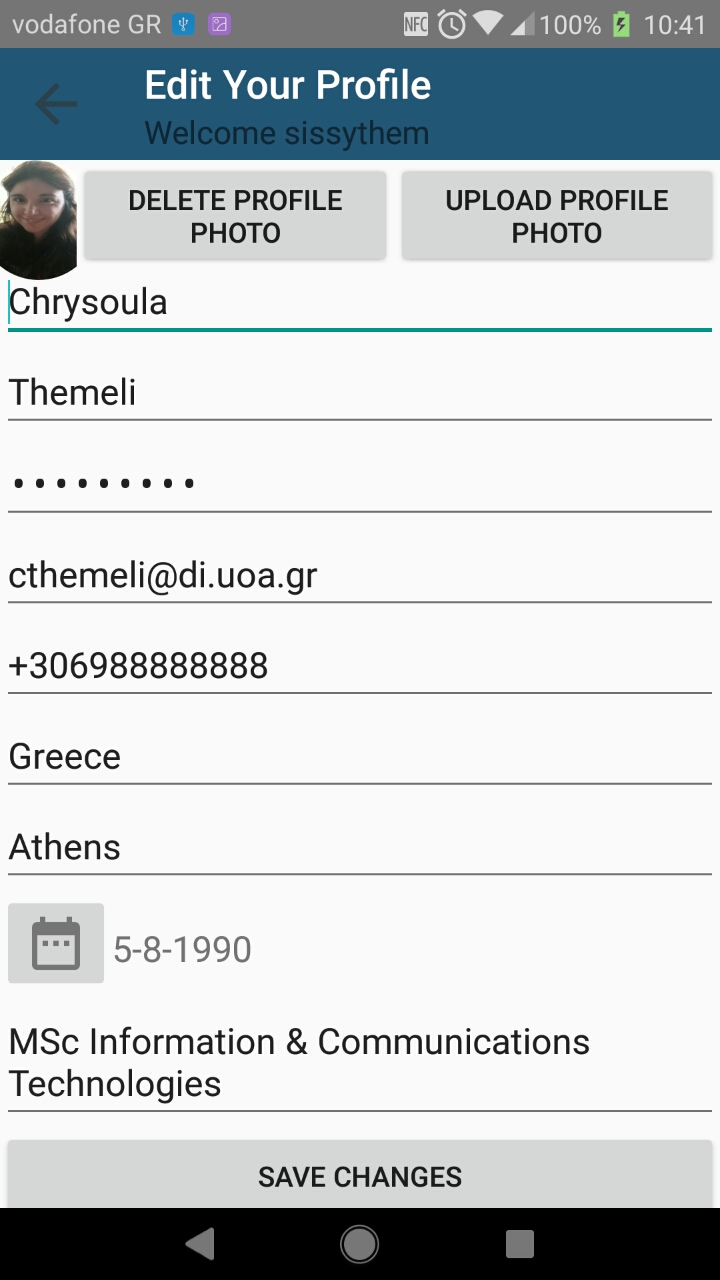 vodafone GR NFC 100% 10:41
Edit Your Profile
Welcome sissythem
DELETE PROFILE
PHOTO
UPLOAD PROFILE
PHOTO
Chrysoula
Themeli
•••••••••
cthemeli@di.uoa.gr
+306988888888
Greece
Athens
5-8-1990
MSc Information & Communications
Technologies
SAVE CHANGES